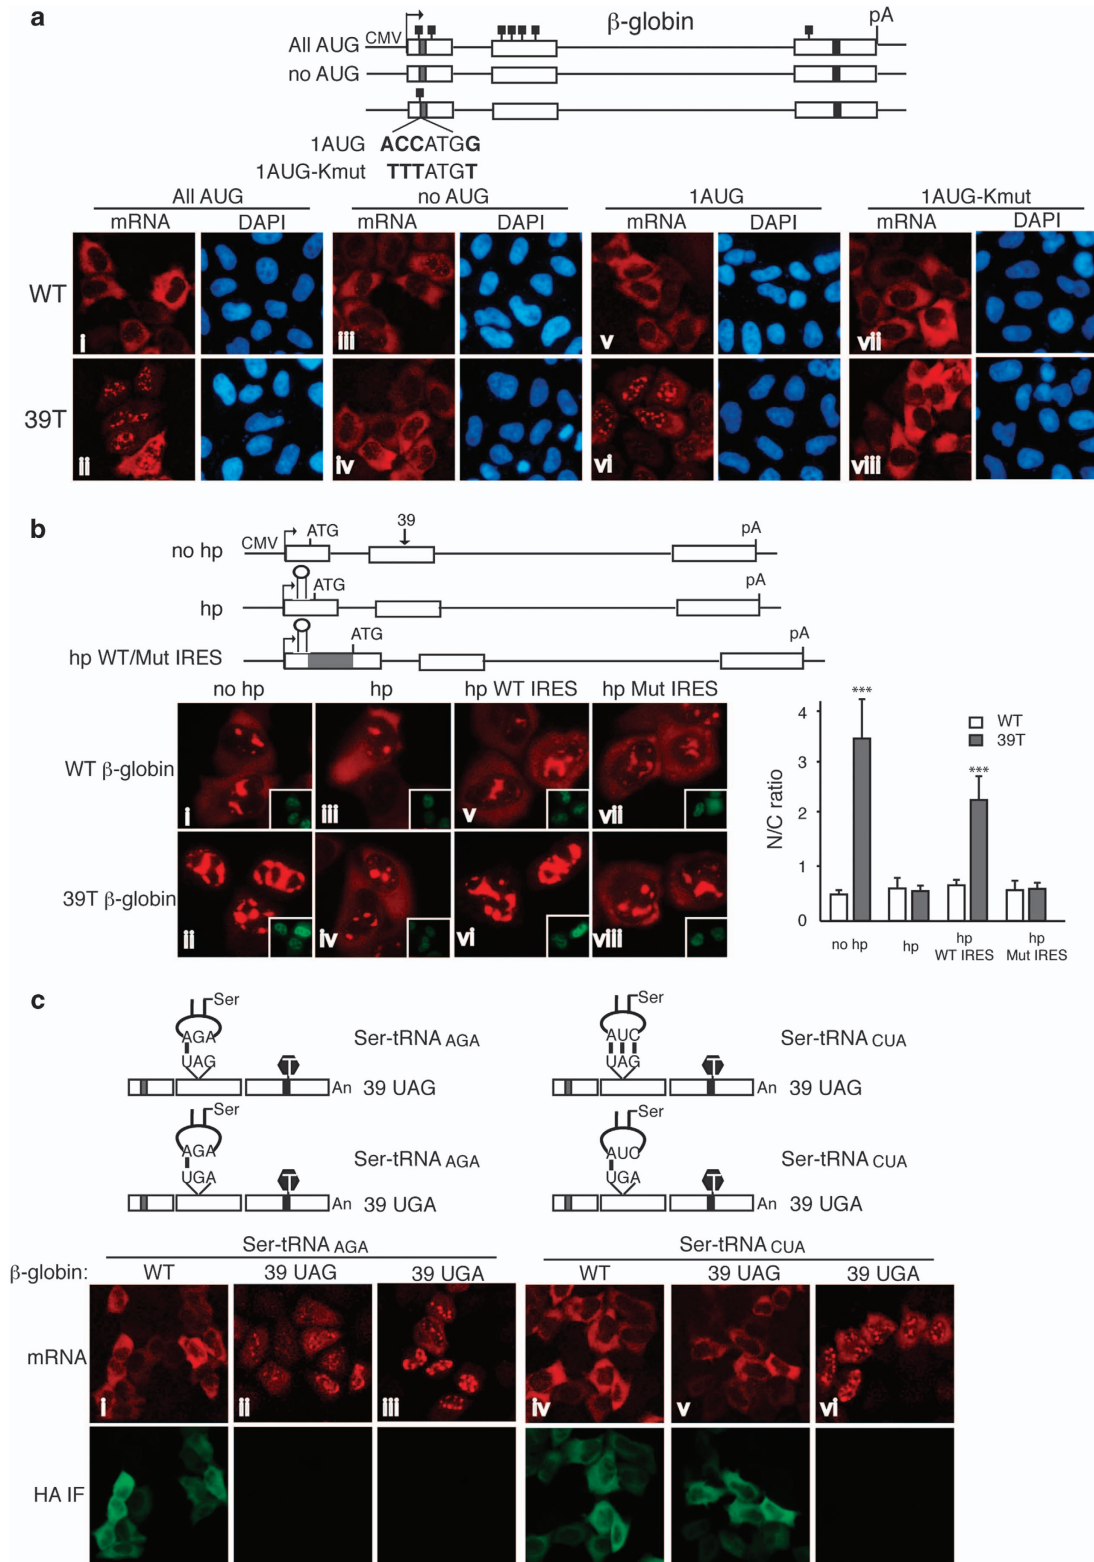 a
β-globin
pA
CMV
All AUG
no AUG
1AUG ACCATGG
1AUG-Kmut TTTATGT
All AUG no AUG 1AUG 1AUG-Kmut
mRNA DAPI mRNA DAPI mRNA DAPI mRNA DAPI
WT
i iii v vii
39T
ii iv vi viii
b
39
no hp CMV ATG pA
hp ATG pA
hp WT/Mut IRES ATG pA
no hp hp hp WT IRES hp Mut IRES
WT β-globin
i iii v vii
39T β-globin
ii iv vi viii
N/C ratio
4
3
2
1
0
***
***
WT
39T
no hp
hp
hp WT IRES
hp Mut IRES
c
Ser
AGA
UAG
Ser-tRNA AGA
T
An 39 UAG
Ser
AUC
UAG
Ser-tRNA CUA
T
An 39 UAG
Ser
AGA
UGA
Ser-tRNA AGA
T
An 39 UGA
Ser
AUC
UGA
Ser-tRNA CUA
T
An 39 UGA
Ser-tRNA AGA Ser-tRNA CUA
β-globin: WT 39 UAG 39 UGA WT 39 UAG 39 UGA
mRNA
i ii iii iv v vi
HA IF